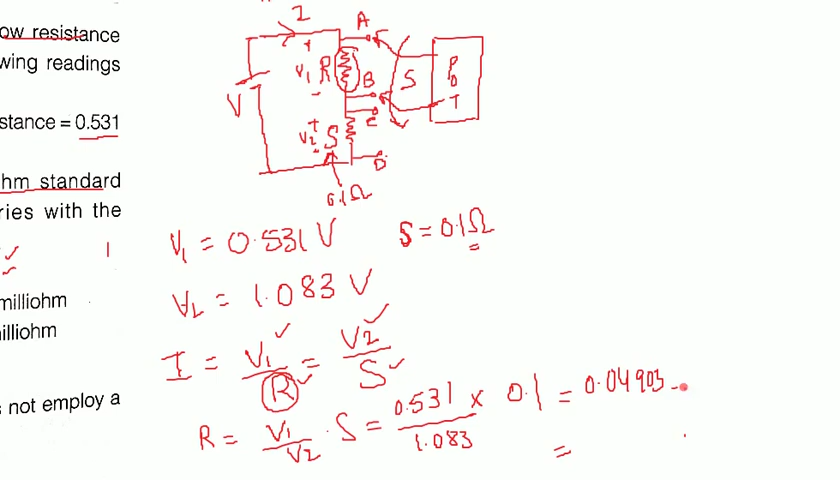 ow resistance
wing readings
stance = 0.531
hm standard
ries with the
milliohm
illiohm
s not employ a
I
A
V1 R
B
S
POT
V
C
V2 S
D
0.1Ω
V1 = 0.531 V S = 0.1Ω
V2 = 1.083 V
I = V1/R = V2/S
R = V1/V2 . S = 0.531/1.083 x 0.1 = 0.04903
=